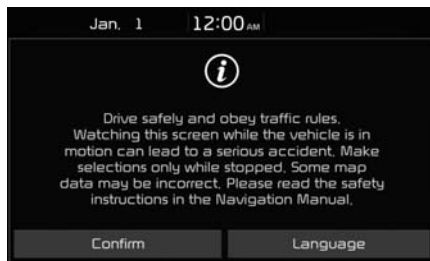 Jan. 1 12:00 AM
i
Drive safely and obey traffic rules.
Watching this screen while the vehicle is in
motion can lead to a serious accident. Make
selections only while stopped. Some map
data may be incorrect. Please read the safety
instructions in the Navigation Manual.
Confirm Language